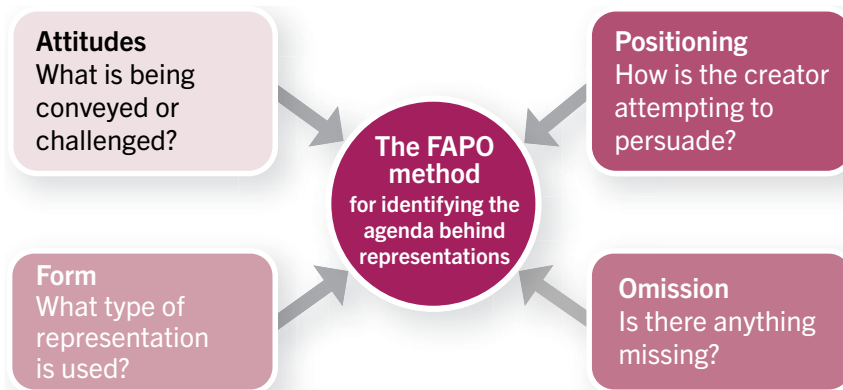 Attitudes
What is being
conveyed or
challenged?
Positioning
How is the creator
attempting to
persuade?
The FAPO
method
for identifying the
agenda behind
representations
Form
What type of
representation
is used?
Omission
Is there anything
missing?